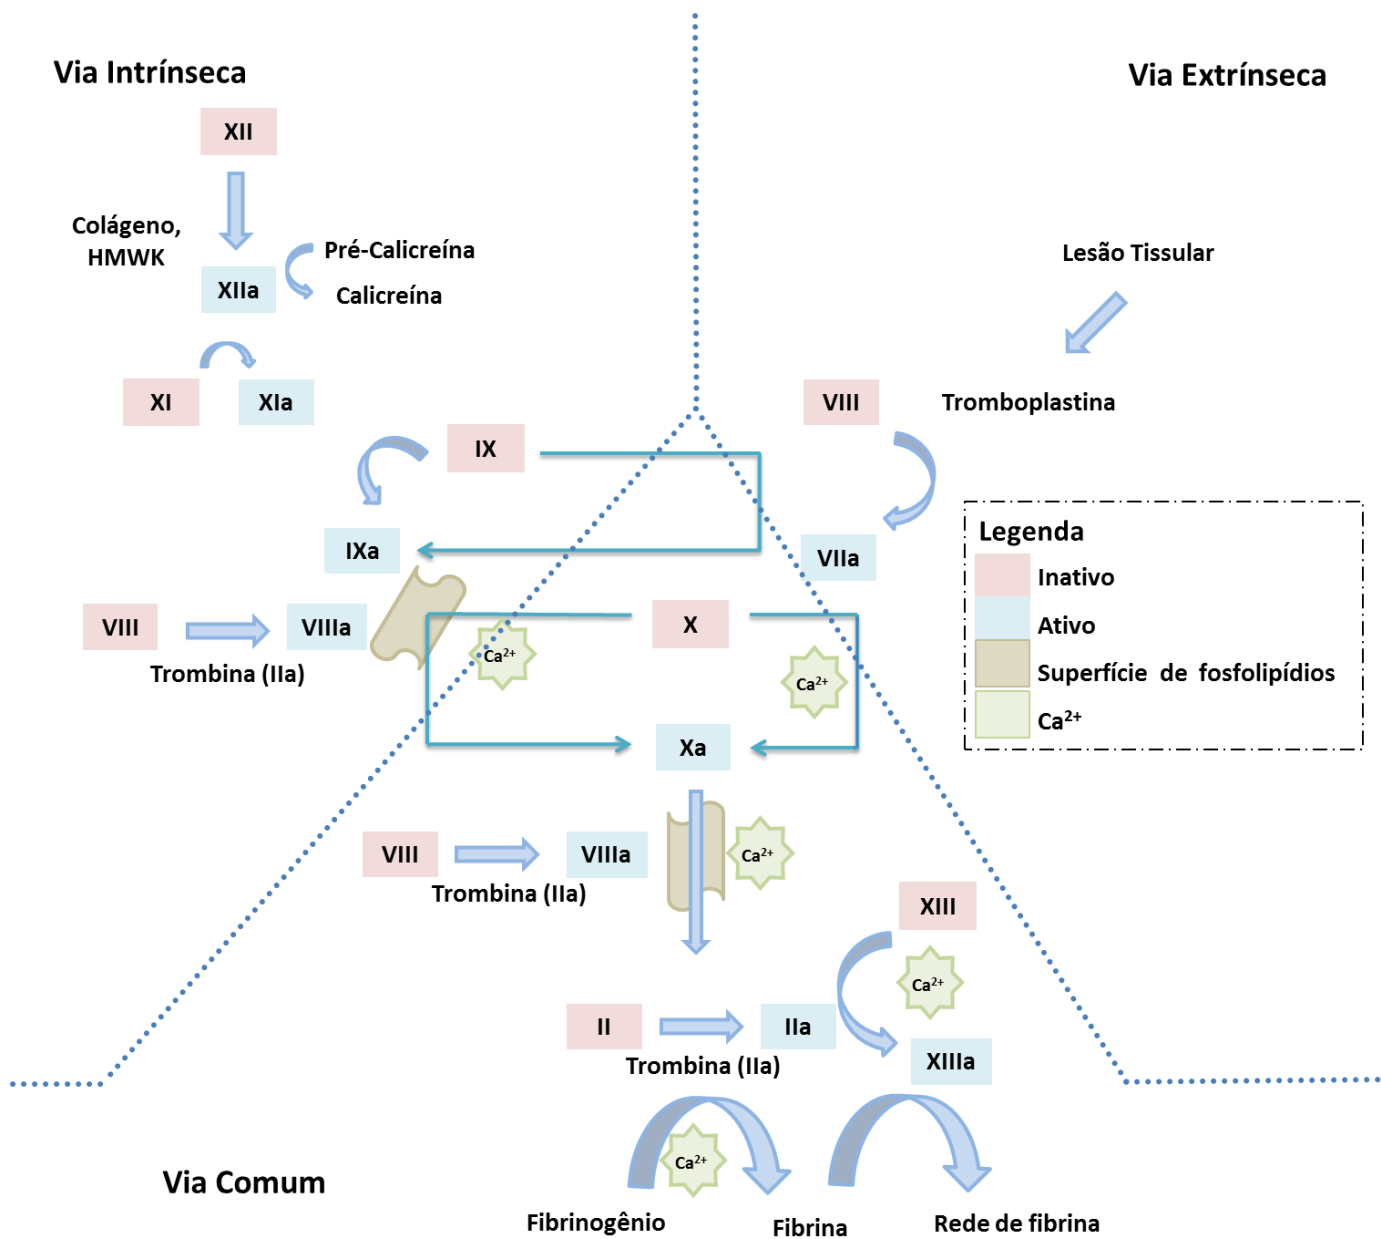 Via Intrínseca
Via Extrínseca
XII
Colágeno,
HMWK
Pré-Calicreína
XIIa
Calicreína
Lesão Tissular
XI
XIa
VIII
Tromboplastina
IX
IXa
VIIa
Legenda
Inativo
Ativo
Superfície de fosfolipídios
Ca²⁺
VIII
VIIIa
Trombina (IIa)
X
Ca²⁺
Ca²⁺
Xa
VIII
VIIIa
Trombina (IIa)
Ca²⁺
XIII
Ca²⁺
II
IIa
Trombina (IIa)
XIIIa
Ca²⁺
Via Comum
Fibrinogênio
Fibrina
Rede de fibrina